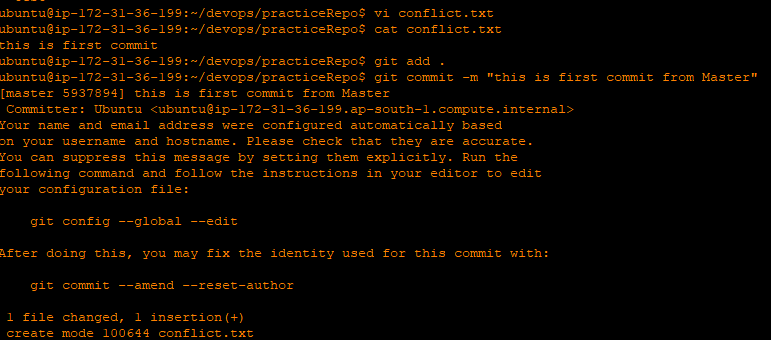 ubuntu@ip-172-31-36-199:~/devops/practiceRepo$ vi conflict.txt
ubuntu@ip-172-31-36-199:~/devops/practiceRepo$ cat conflict.txt
this is first commit
ubuntu@ip-172-31-36-199:~/devops/practiceRepo$ git add .
ubuntu@ip-172-31-36-199:~/devops/practiceRepo$ git commit -m "this is first commit from Master"
[master 5937894] this is first commit from Master
 Committer: Ubuntu <ubuntu@ip-172-31-36-199.ap-south-1.compute.internal>
Your name and email address were configured automatically based
on your username and hostname. Please check that they are accurate.
You can suppress this message by setting them explicitly. Run the
following command and follow the instructions in your editor to edit
your configuration file:
    git config --global --edit
After doing this, you may fix the identity used for this commit with:
    git commit --amend --reset-author
 1 file changed, 1 insertion(+)
 create mode 100644 conflict.txt